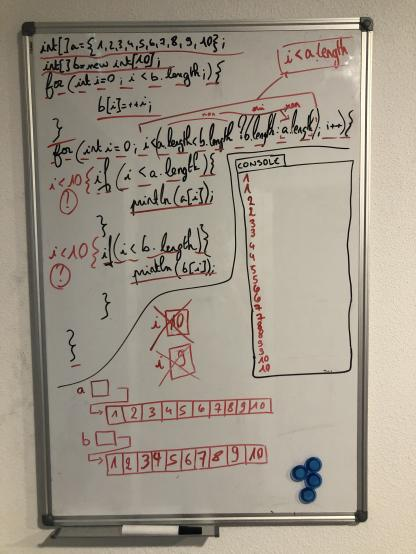 int[] a = {1,2,3,4,5,6,7,8,9,10};
int[] b = new int[10];
for (int i=0; i < b.length;) {
b[i] = ++i;
}
i < a.length
non oui non
for (int i=0; i<(a.length<b.length ? b.length : a.length); i++) {
i<10 { if (i < a.length) {
?
println (a[i]);
}
i<10 { if (i < b.length) {
?
println (b[i]);
}
}
CONSOLE
1
1
2
2
3
3
4
4
5
5
6
6
7
7
8
8
9
9
10
10
...
i 10
i 9
a
1 2 3 4 5 6 7 8 9 10
b
1 2 3 4 5 6 7 8 9 10